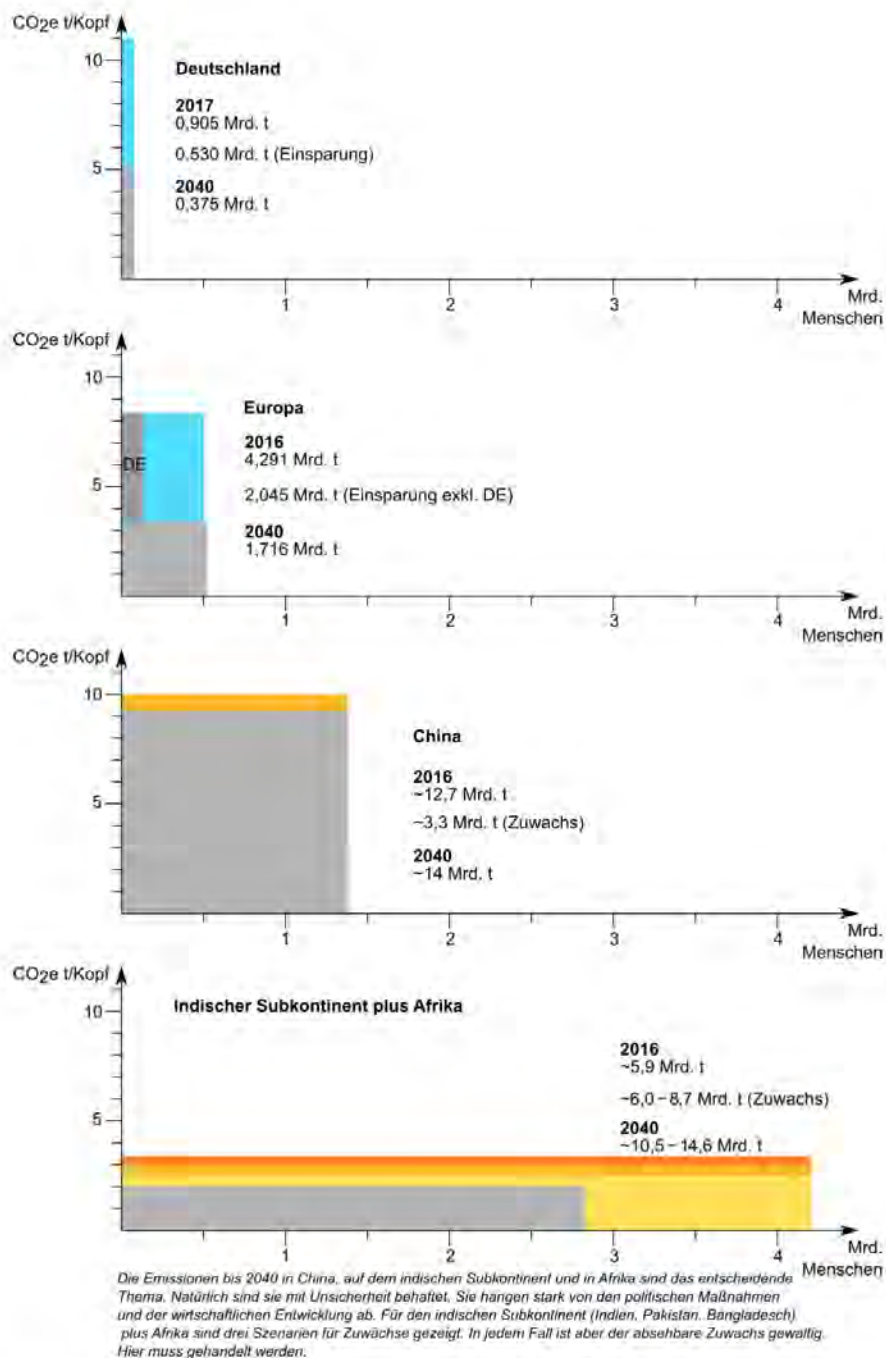 CO2e t/Kopf
10
5
Deutschland
2017
0,905 Mrd. t
0.530 Mrd. t (Einsparung)
2040
0,375 Mrd. t
1
2
3
4
Mrd.
Menschen
CO2e t/Kopf
10
5
DE
Europa
2016
4,291 Mrd. t
2,045 Mrd. t (Einsparung exkl. DE)
2040
1,716 Mrd. t
1
2
3
4
Mrd.
Menschen
CO2e t/Kopf
10
5
China
2016
~12,7 Mrd. t
~3,3 Mrd. t (Zuwachs)
2040
~14 Mrd. t
1
2
3
4
Mrd.
Menschen
CO2e t/Kopf
10
5
Indischer Subkontinent plus Afrika
2016
~5,9 Mrd. t
~6,0–8,7 Mrd. t (Zuwachs)
2040
~10,5–14,6 Mrd. t
1
2
3
4
Mrd.
Menschen
Die Emissionen bis 2040 in China, auf dem indischen Subkontinent und in Afrika sind das entscheidende
Thema. Natürlich sind sie mit Unsicherheit behaftet. Sie hängen stark von den politischen Maßnahmen
und der wirtschaftlichen Entwicklung ab. Für den indischen Subkontinent (Indien, Pakistan, Bangladesch)
plus Afrika sind drei Szenarien für Zuwächse gezeigt. In jedem Fall ist aber der absehbare Zuwachs gewaltig.
Hier muss gehandelt werden.